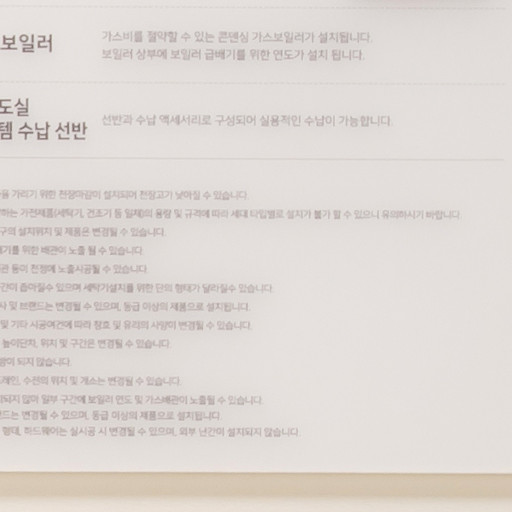 보일러
가스비를 절약할 수 있는 콘덴싱 가스보일러가 설치됩니다.
보일러 상부에 보일러 급배기를 위한 연도가 설치 됩니다.
도실
템 수납 선반
선반과 수납 액세서리로 구성되어 실용적인 수납이 가능합니다.
가리기 위한 천장마감이 설치되며 천장고가 낮아질 수 있습니다.
하는 가전제품(세탁기, 건조기 등 일체)의 용량 및 규격에 따라 세대 타입별로 설치가 불가 할 수 있으니 유의하시기 바랍니다.
구의 설치위치 및 제품은 변경될 수 있습니다.
배기를 위한 배관이 노출 될 수 있습니다.
관 등이 천정에 노출시공될 수 있습니다.
간이 좁아질수 있으며 세탁기설치를 위한 단의 형태가 달라질수 있습니다.
사 및 브랜드는 변경될 수 있으며, 동급 이상의 제품으로 설치됩니다.
및 기타 시공여건에 따라 창호 및 유리의 사양이 변경될 수 있습니다.
높이단차, 위치 및 구간은 변경될 수 있습니다.
방이 되지 않습니다.
드레인, 수전의 위치 및 개소는 변경될 수 있습니다.
되지 않아 일부 구간에 보일러 연도 및 가스배관이 노출될 수 있습니다.
랜드는 변경될 수 있으며, 동급 이상의 제품으로 설치됩니다.
형태, 하드웨어는 실시공 시 변경될 수 있으며, 외부 난간이 설치되지 않습니다.